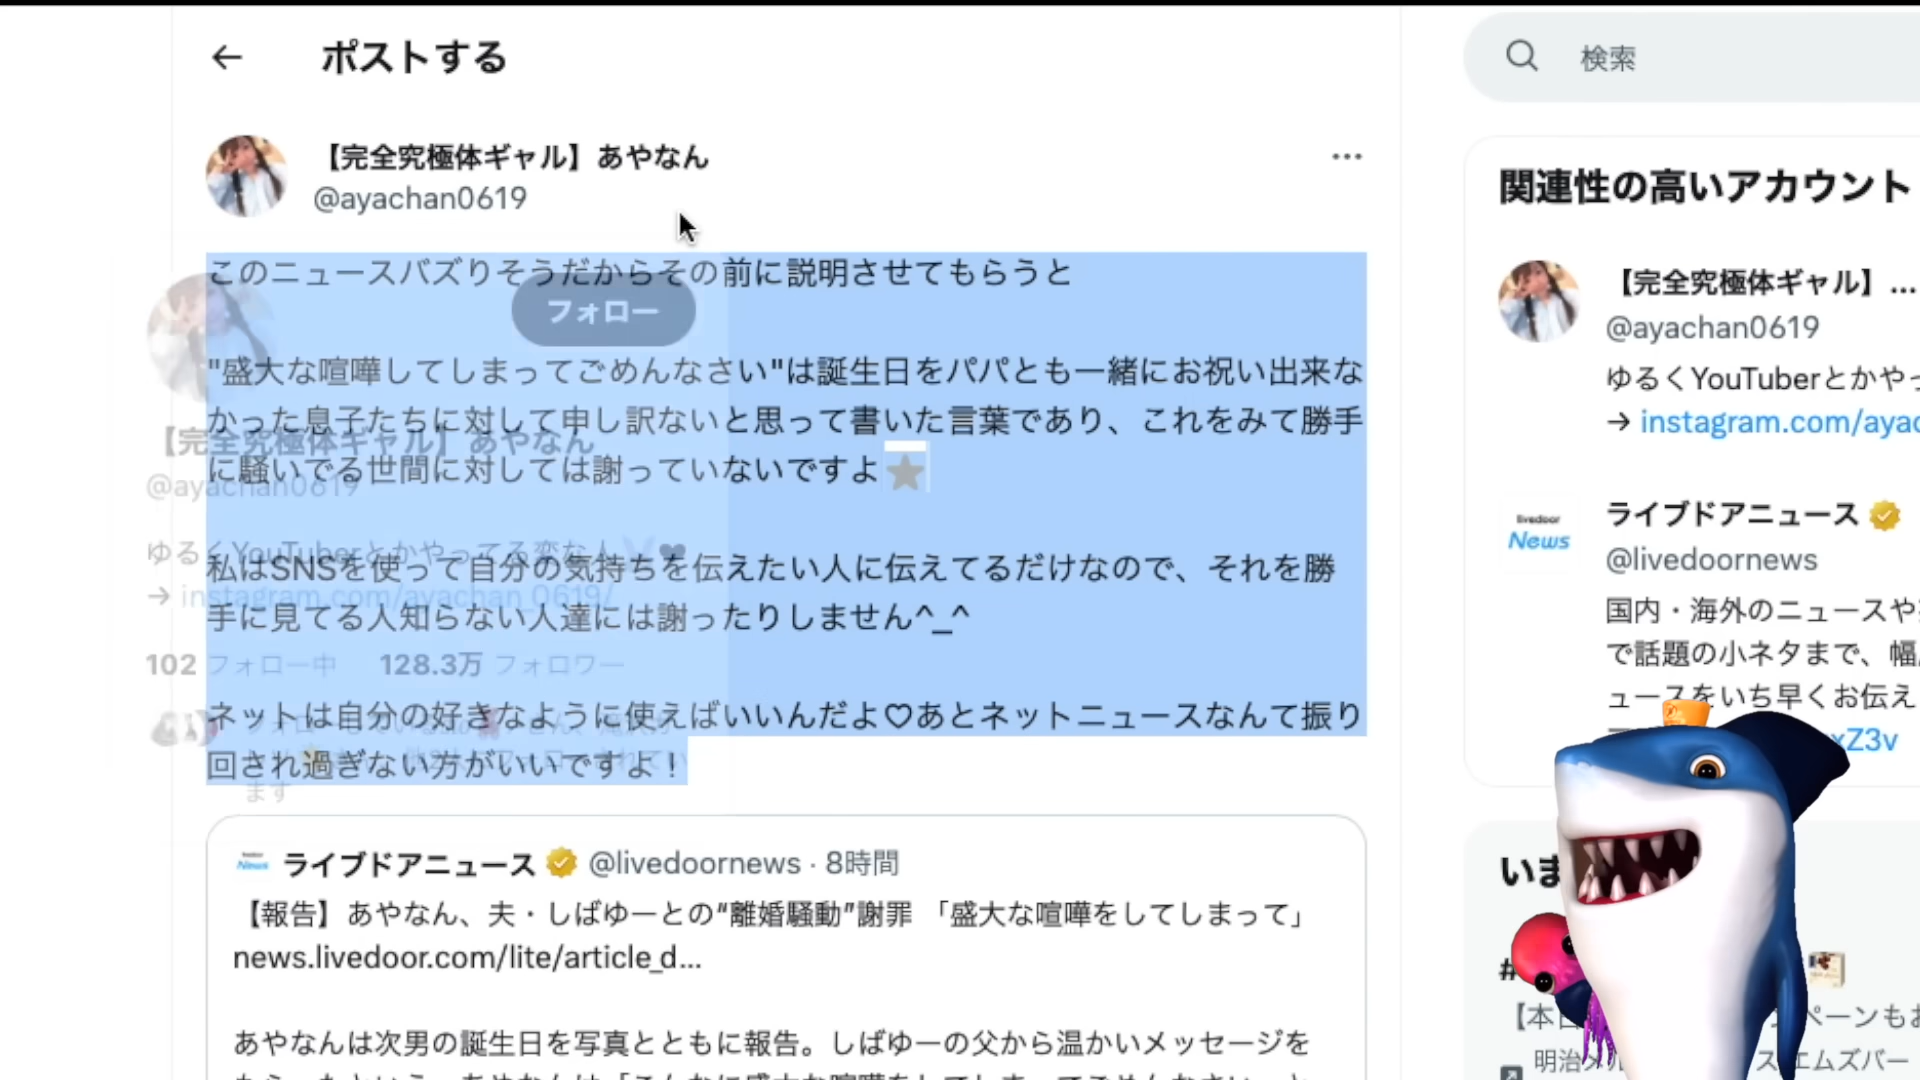 ポストする
【完全究極体ギャル】あやなん
@ayachan0619
このニュースバズりそうだからその前に説明させてもらうと
フォロー
"盛大な喧嘩してしまってごめんなさい"は誕生日をパパとも一緒にお祝い出来な
かった息子たちに対して申し訳ないと思って書いた言葉であり、これをみて勝手
に騒いでる世間に対しては謝っていないですよ
【完全究極体ギャル】あやなん
@ayachan0619
ゆるくYouTuberとかやってる変な人
私はSNSを使って自分の気持ちを伝えたい人に伝えてるだけなので、それを勝
→ instagram.com/ayachan_0619/
手に見てる人知らない人達には謝ったりしません^_^
102 フォロー中 128.3万 フォロワー
ネットは自分の好きなように使えばいいんだよ♡あとネットニュースなんて振り
回され過ぎない方がいいですよ！
ます
ライブドアニュース @livedoornews · 8時間
【報告】あやなん、夫・しばゆーとの“離婚騒動”謝罪 「盛大な喧嘩をしてしまって」
news.livedoor.com/lite/article_d...
あやなんは次男の誕生日を写真とともに報告。しばゆーの父から温かいメッセージを
検索
関連性の高いアカウント
【完全究極体ギャル】...
@ayachan0619
ゆるくYouTuberとかやっ
→ instagram.com/ayac
livedoor
News
ライブドアニュース
@livedoornews
国内・海外のニュースや
で話題の小ネタまで、幅
ュースをいち早くお伝え
xZ3v
いま
#
【本日
ペーンもお
明治
エムズバー